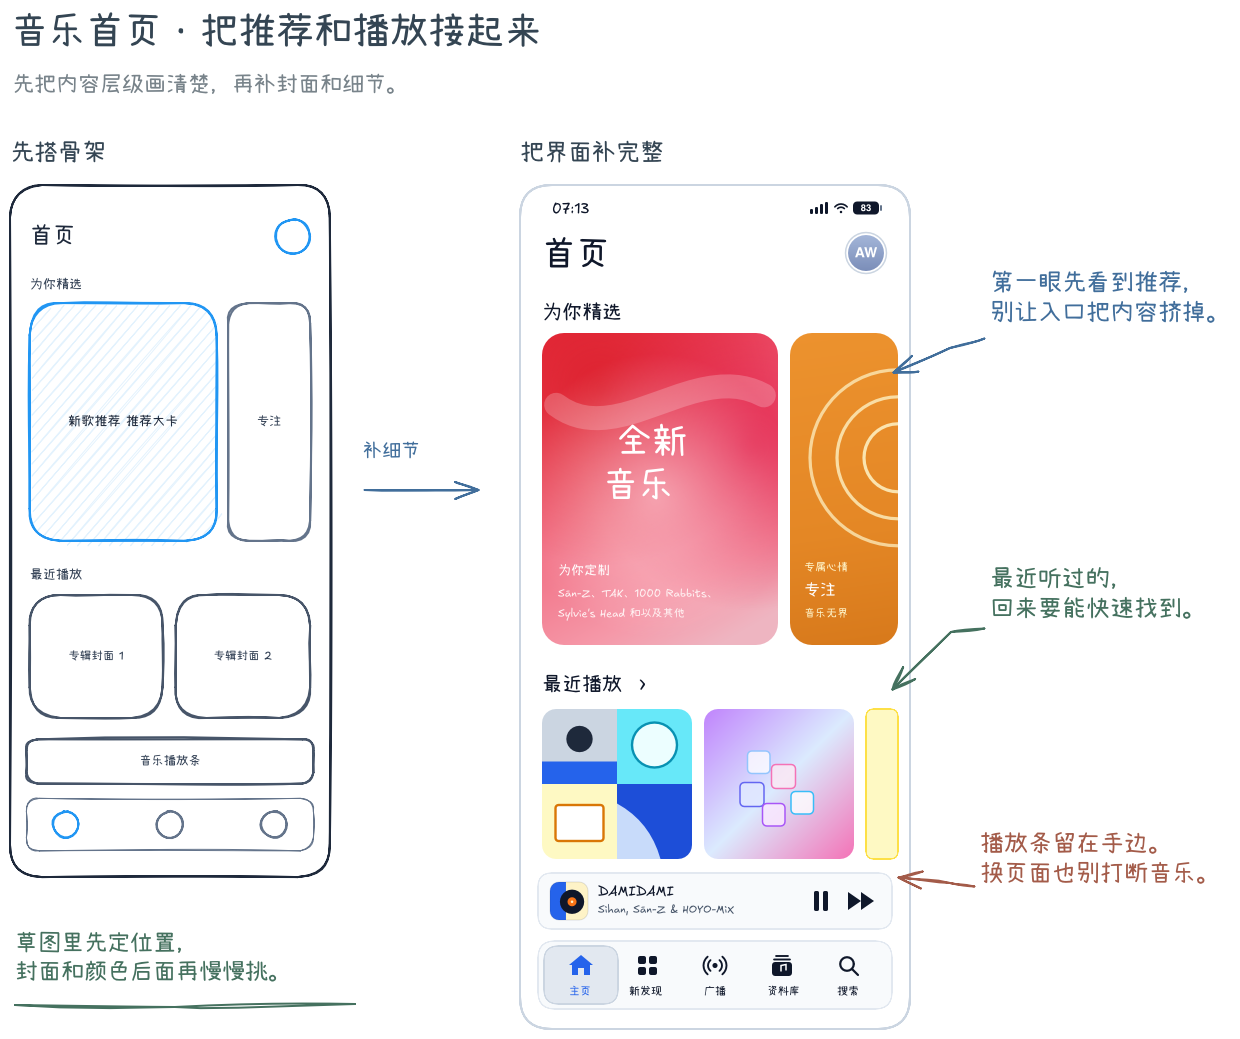 音乐首页 · 把推荐和播放接起来
先把内容层级画清楚，再补封面和细节。
先搭骨架
首页
为你精选
新歌推荐 推荐大卡
专注
最近播放
专辑封面 1
专辑封面 2
音乐播放条
草图里先定位置，
封面和颜色后面再慢慢挑。
补细节
把界面补完整
07:13
83
首页
AW
为你精选
全新
音乐
为你定制
Sān-Z、TAK、1000 Rabbits、
Sylvie's Head 和以及其他
专属心情
专注
音乐无界
最近播放 ›
DAMIDAMI
Sihan, Sān-Z & HOYO-MiX
主页
新发现
广播
资料库
搜索
第一眼先看到推荐，
别让入口把内容挤掉。
最近听过的，
回来要能快速找到。
播放条留在手边。
换页面也别打断音乐。